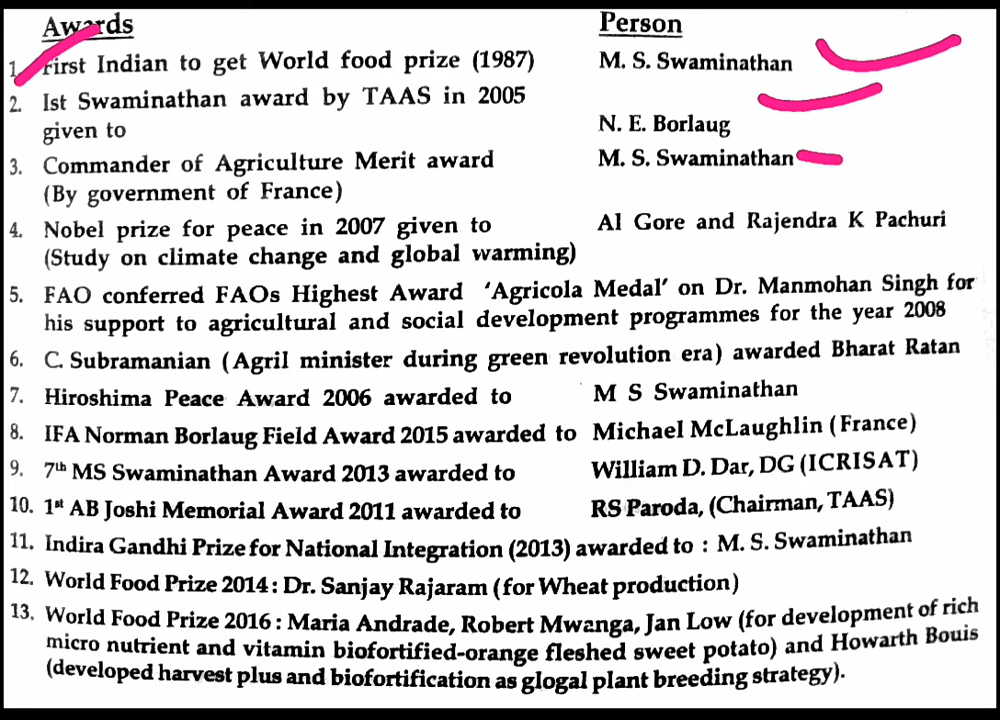 Awards Person
1. First Indian to get World food prize (1987) M. S. Swaminathan
2. Ist Swaminathan award by TAAS in 2005
given to N. E. Borlaug
3. Commander of Agriculture Merit award M. S. Swaminathan
(By government of France)
4. Nobel prize for peace in 2007 given to Al Gore and Rajendra K Pachuri
(Study on climate change and global warming)
5. FAO conferred FAOs Highest Award 'Agricola Medal' on Dr. Manmohan Singh for
his support to agricultural and social development programmes for the year 2008
6. C. Subramanian (Agril minister during green revolution era) awarded Bharat Ratan
7. Hiroshima Peace Award 2006 awarded to M S Swaminathan
8. IFA Norman Borlaug Field Award 2015 awarded to Michael McLaughlin (France)
9. 7th MS Swaminathan Award 2013 awarded to William D. Dar, DG (ICRISAT)
10. 1st AB Joshi Memorial Award 2011 awarded to RS Paroda, (Chairman, TAAS)
11. Indira Gandhi Prize for National Integration (2013) awarded to : M. S. Swaminathan
12. World Food Prize 2014 : Dr. Sanjay Rajaram (for Wheat production)
13. World Food Prize 2016 : Maria Andrade, Robert Mwanga, Jan Low (for development of rich
micro nutrient and vitamin biofortified-orange fleshed sweet potato) and Howarth Bouis
(developed harvest plus and biofortification as glogal plant breeding strategy).